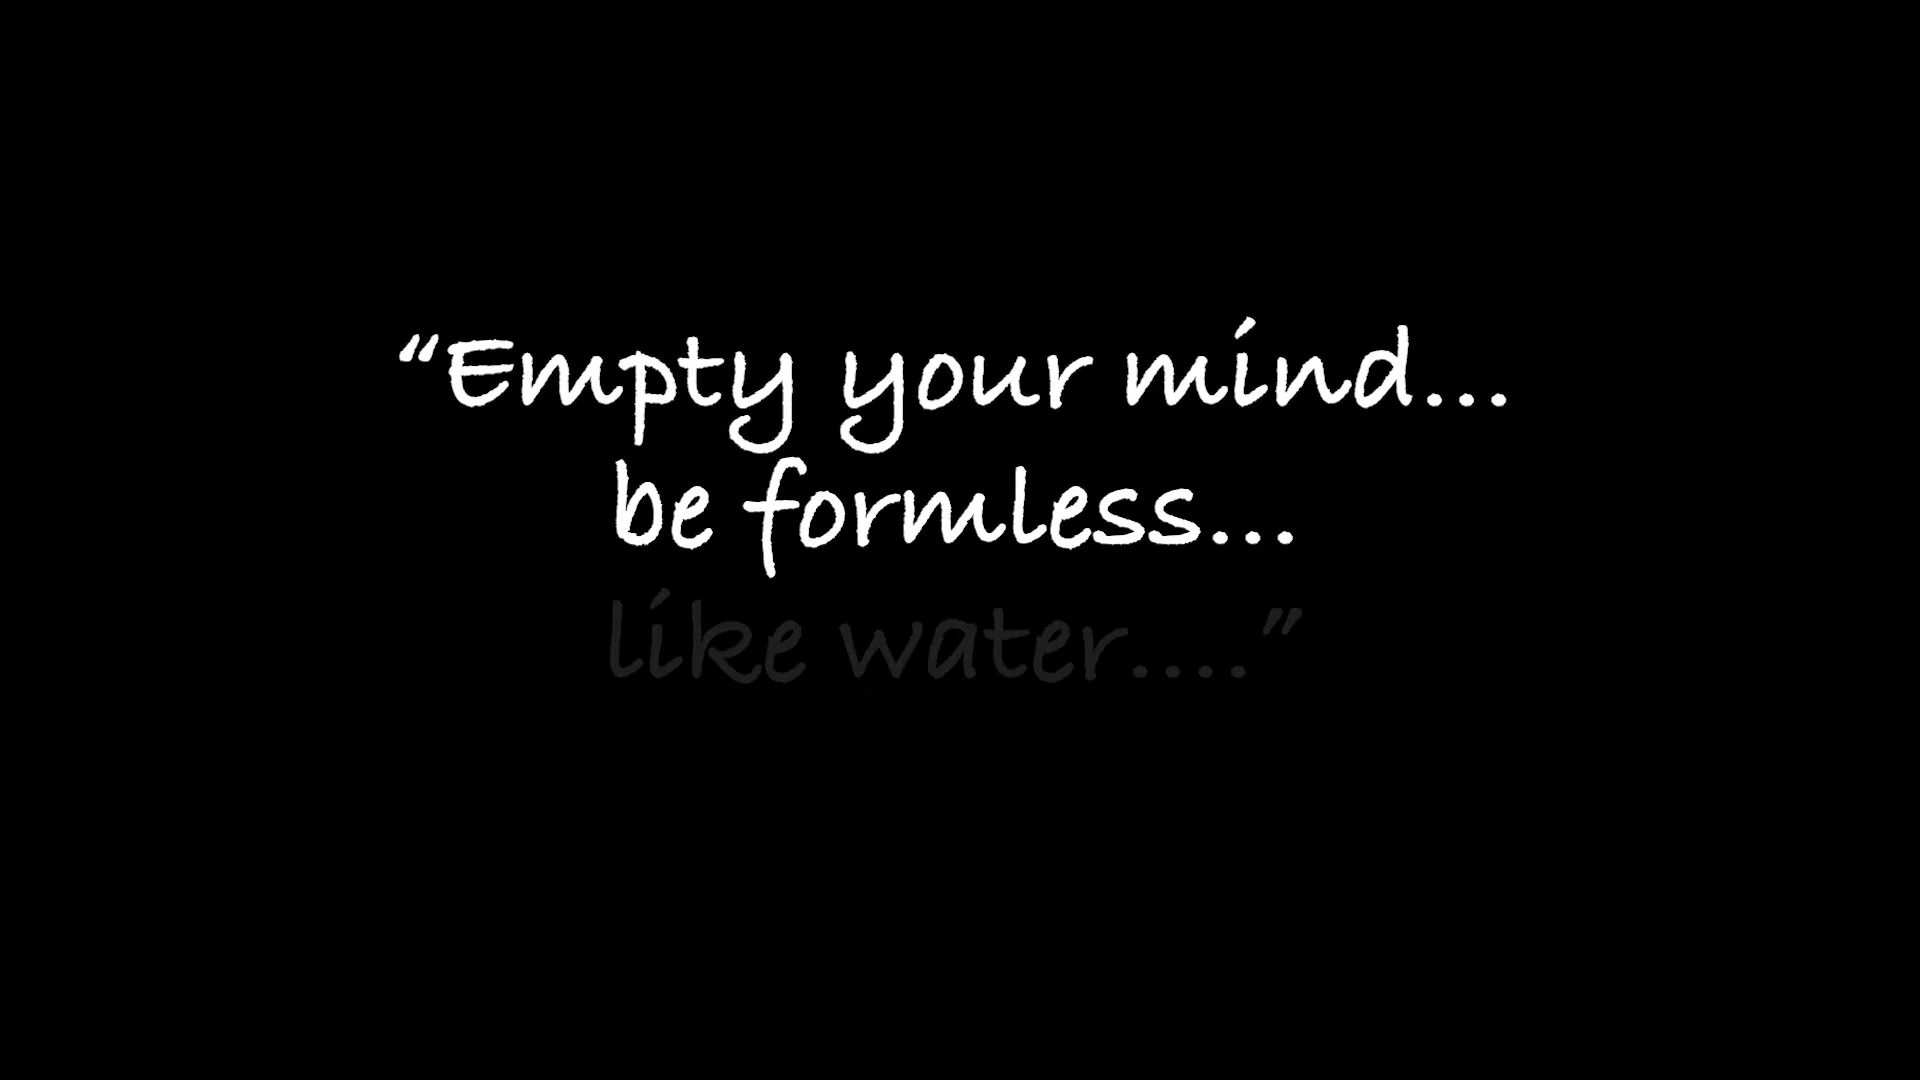 “Empty your mind...
be formless...
like water....”